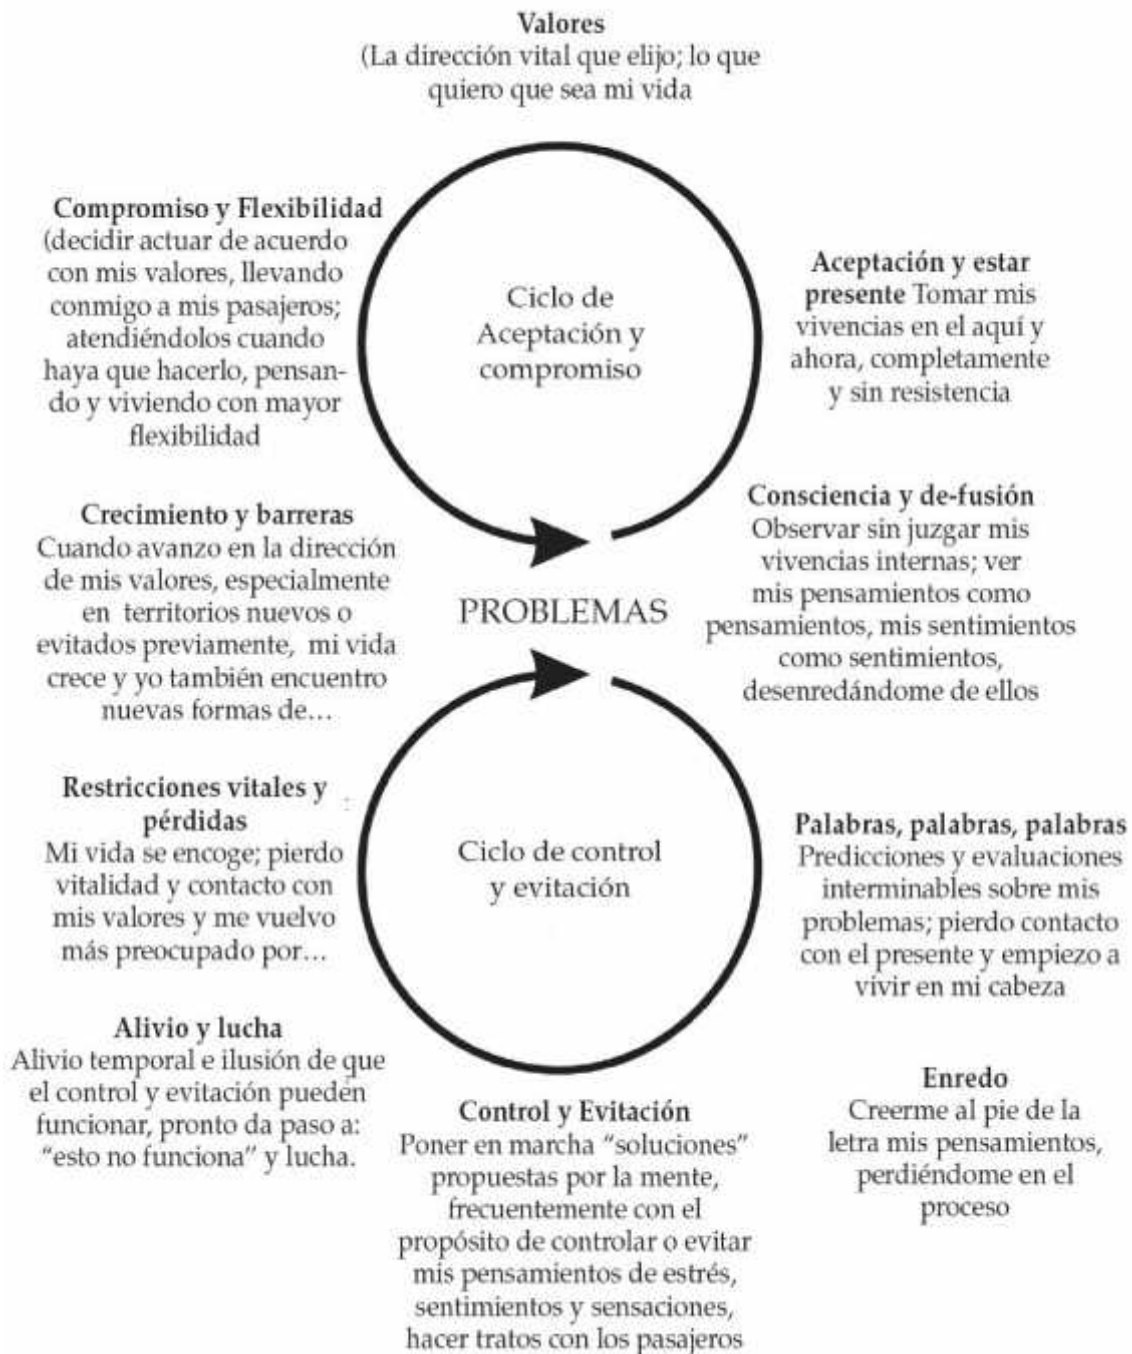 Valores
(La dirección vital que elijo; lo que
quiero que sea mi vida
Compromiso y Flexibilidad
(decidir actuar de acuerdo
con mis valores, llevando
conmigo a mis pasajeros;
atendiéndolos cuando
haya que hacerlo, pensan-
do y viviendo con mayor
flexibilidad
Ciclo de
Aceptación y
compromiso
Aceptación y estar
presente Tomar mis
vivencias en el aquí y
ahora, completamente
y sin resistencia
Crecimiento y barreras
Cuando avanzo en la dirección
de mis valores, especialmente
en territorios nuevos o
evitados previamente, mi vida
crece y yo también encuentro
nuevas formas de...
PROBLEMAS
Consciencia y de-fusión
Observar sin juzgar mis
vivencias internas; ver
mis pensamientos como
pensamientos, mis sentimientos
como sentimientos,
desenredándome de ellos
Restricciones vitales y
pérdidas
Mi vida se encoge; pierdo
vitalidad y contacto con
mis valores y me vuelvo
más preocupado por...
Ciclo de control
y evitación
Palabras, palabras, palabras
Predicciones y evaluaciones
interminables sobre mis
problemas; pierdo contacto
con el presente y empiezo a
vivir en mi cabeza
Alivio y lucha
Alivio temporal e ilusión de que
el control y evitación pueden
funcionar, pronto da paso a:
“esto no funciona” y lucha.
Control y Evitación
Poner en marcha “soluciones”
propuestas por la mente,
frecuentemente con el
propósito de controlar o evitar
mis pensamientos de estrés,
sentimientos y sensaciones,
hacer tratos con los pasajeros
Enredo
Creerme al pie de la
letra mis pensamientos,
perdiéndome en el
proceso